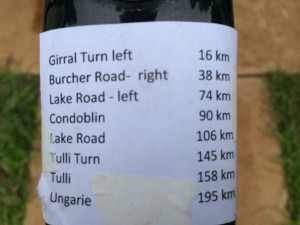 Girral Turn left 16 km
Burcher Road- right 38 km
Lake Road - left 74 km
Condoblin 90 km
Lake Road 106 km
Tulli Turn 145 km
Tulli 158 km
Ungarie 195 km